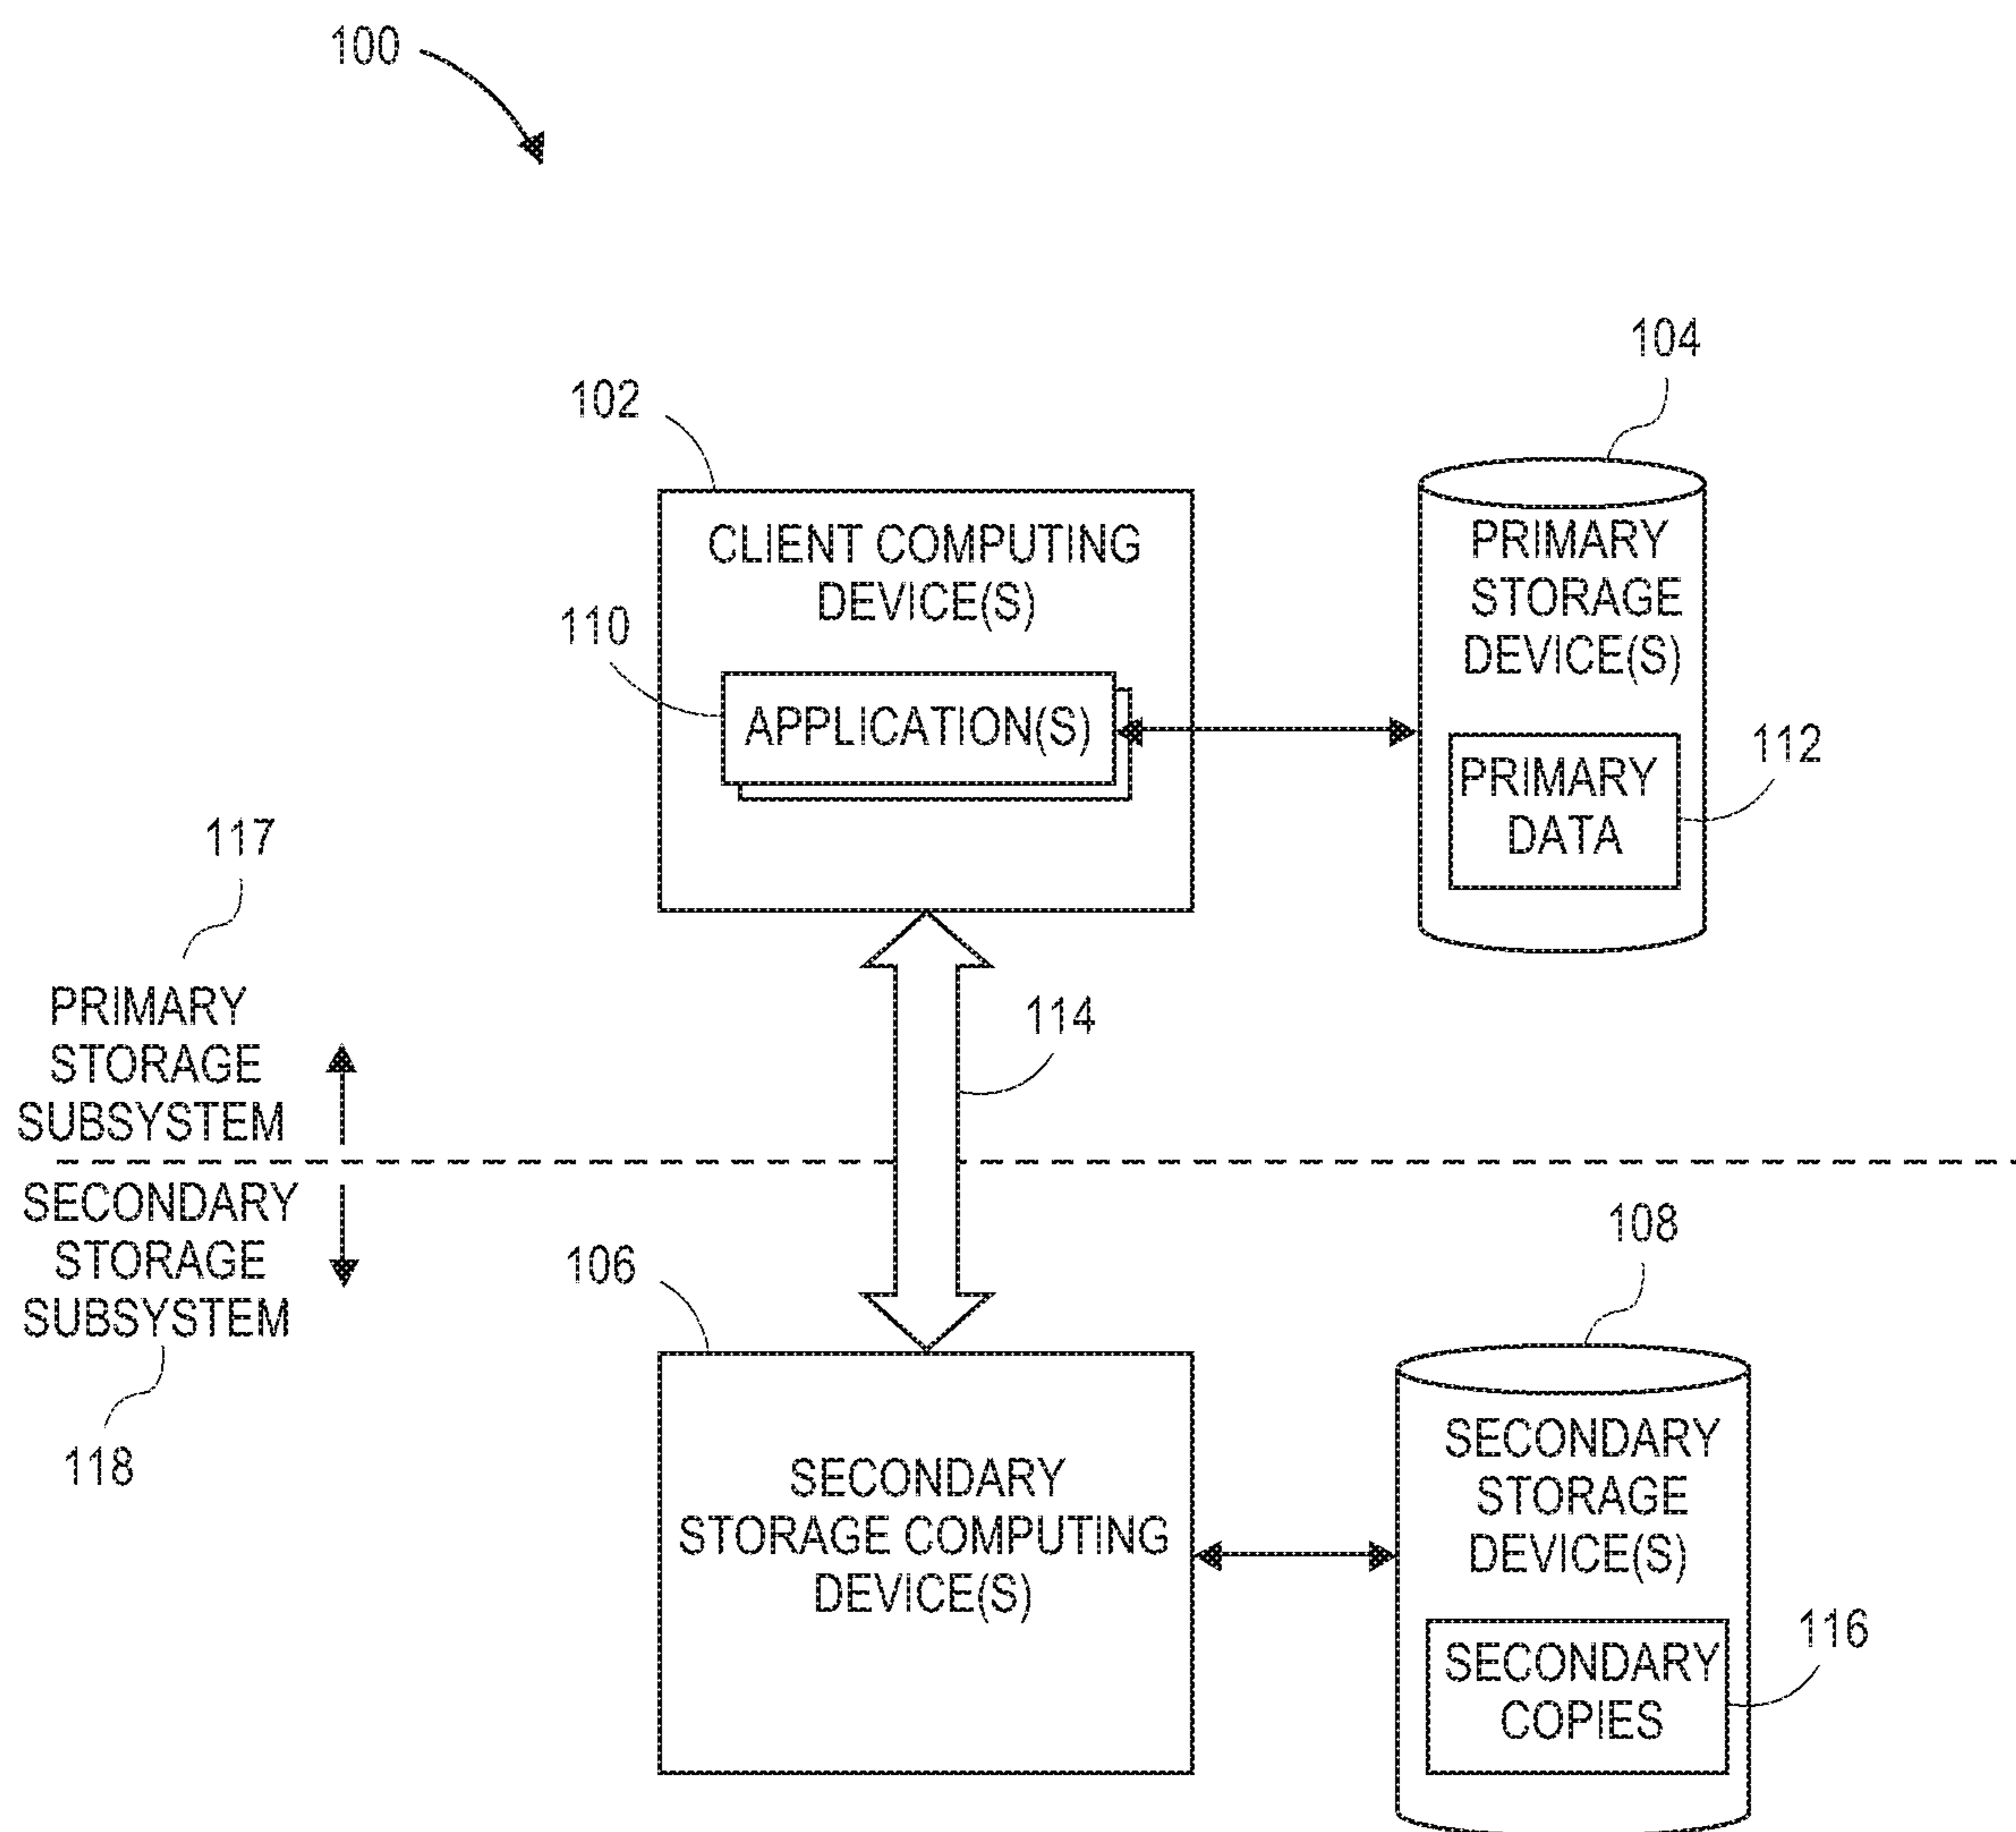 100
104
102
CLIENT COMPUTING
DEVICE(S)
PRIMARY
STORAGE
DEVICE(S)
110
APPLICATION(S)
112
PRIMARY
DATA
117
PRIMARY
STORAGE
SUBSYSTEM
114
SECONDARY
STORAGE
SUBSYSTEM
118
106
108
SECONDARY
STORAGE COMPUTING
DEVICE(S)
SECONDARY
STORAGE
DEVICE(S)
116
SECONDARY
COPIES